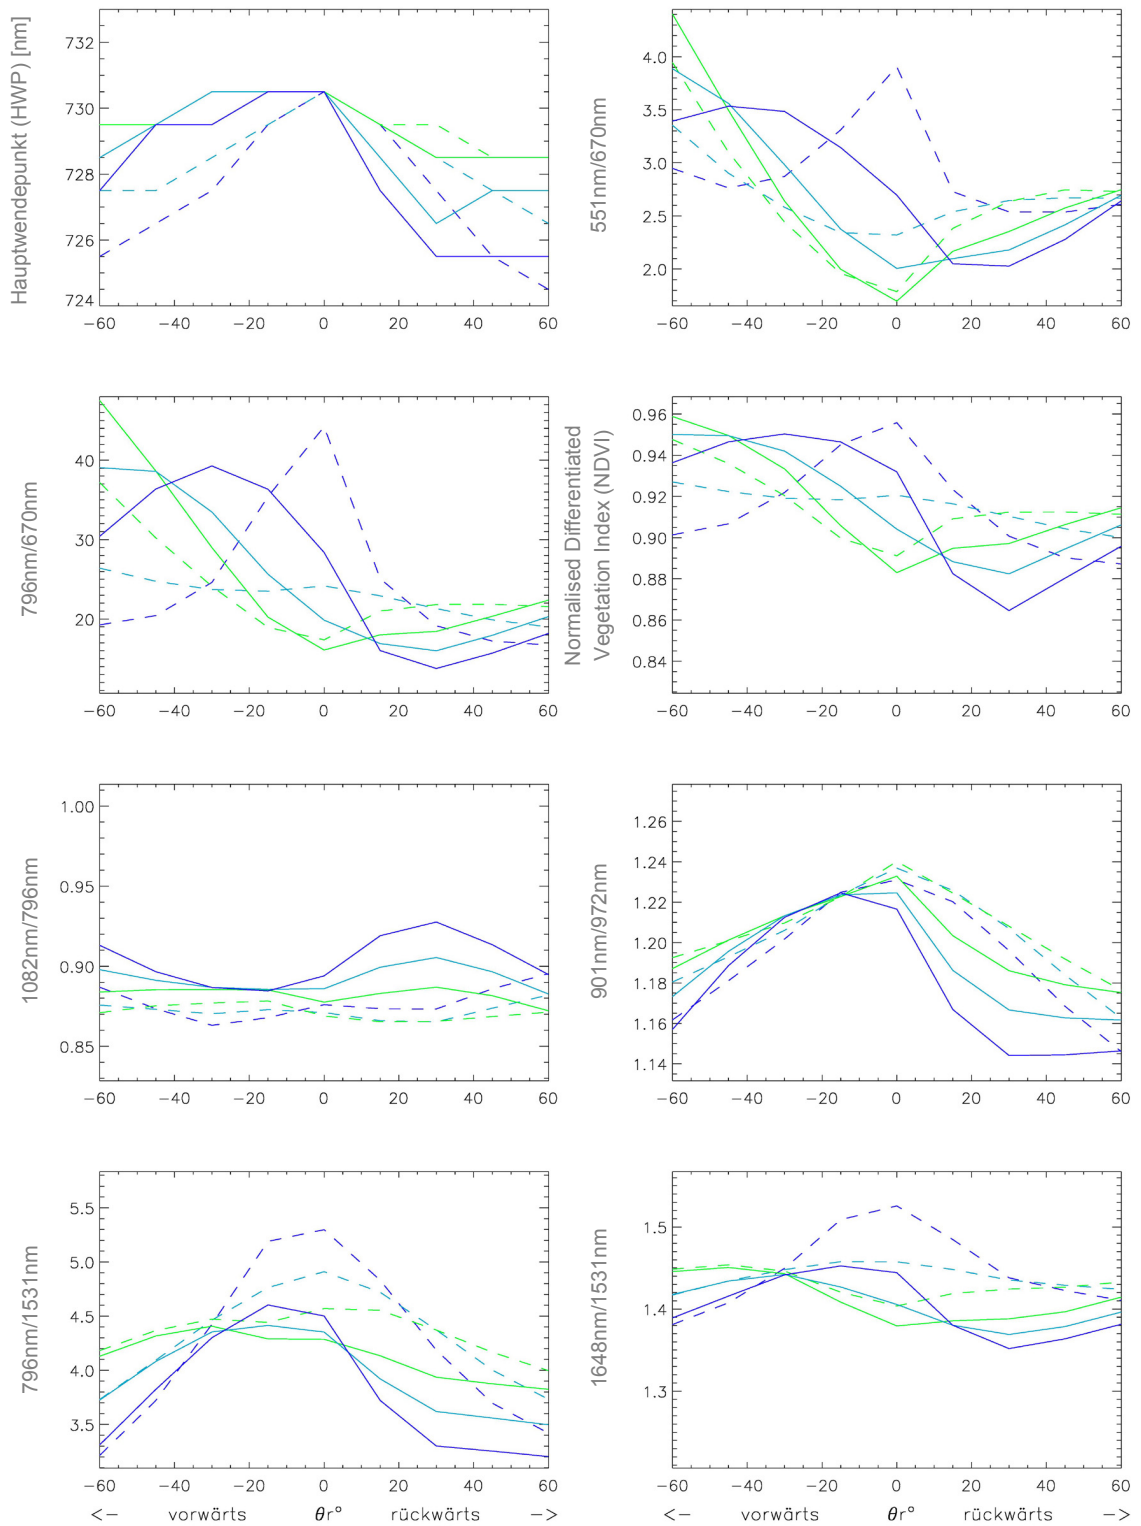 Hauptwendepunkt (HWP) [nm]
732
730
728
726
724
−60 −40 −20 0 20 40 60
551nm/670nm
4.0
3.5
3.0
2.5
2.0
−60 −40 −20 0 20 40 60
796nm/670nm
40
30
20
−60 −40 −20 0 20 40 60
Normalised Differentiated
Vegetation Index (NDVI)
0.96
0.94
0.92
0.90
0.88
0.86
0.84
−60 −40 −20 0 20 40 60
1082nm/796nm
1.00
0.95
0.90
0.85
−60 −40 −20 0 20 40 60
901nm/972nm
1.26
1.24
1.22
1.20
1.18
1.16
1.14
−60 −40 −20 0 20 40 60
796nm/1531nm
5.5
5.0
4.5
4.0
3.5
−60 −40 −20 0 20 40 60
<− vorwärts θr° rückwärts −>
1648nm/1531nm
1.5
1.4
1.3
−60 −40 −20 0 20 40 60
<− vorwärts θr° rückwärts −>